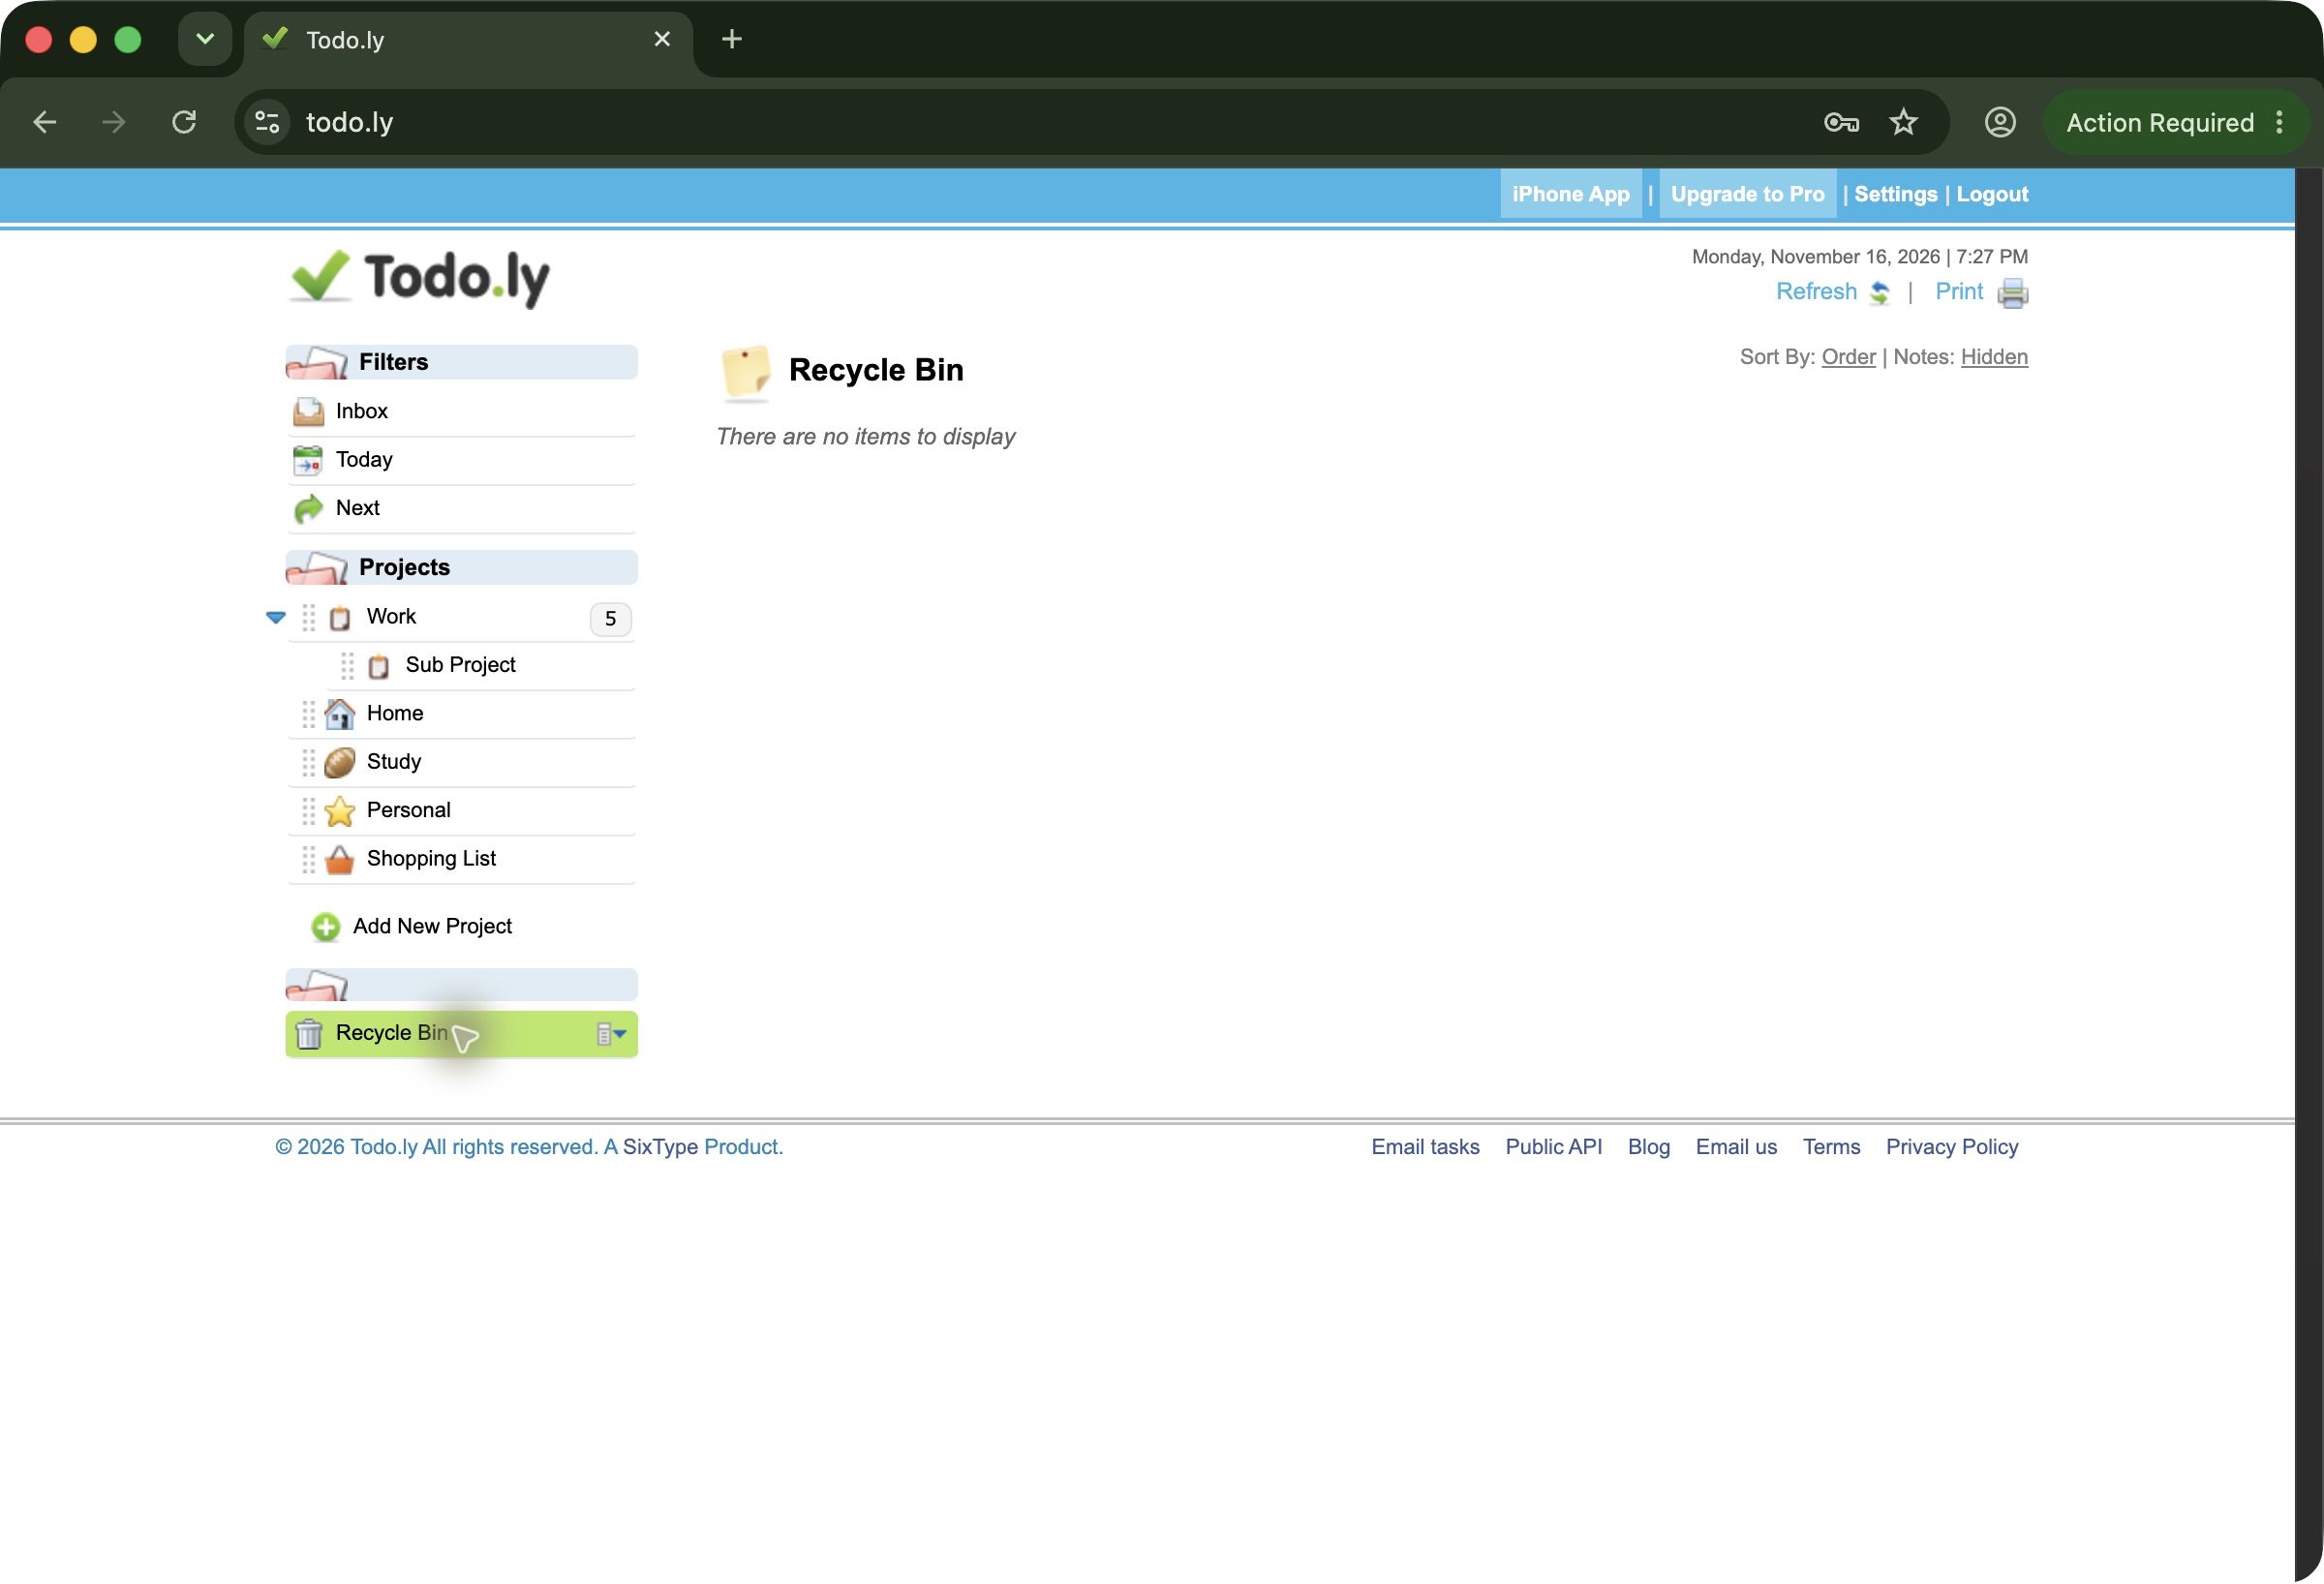 Todo.ly
todo.ly
Action Required
iPhone App | Upgrade to Pro | Settings | Logout
Todo.ly
Monday, November 16, 2026 | 7:27 PM
Refresh | Print
Filters
Inbox
Today
Next
Projects
Work 5
Sub Project
Home
Study
Personal
Shopping List
Add New Project
Recycle Bin
Recycle Bin
Sort By: Order | Notes: Hidden
There are no items to display
© 2026 Todo.ly All rights reserved. A SixType Product.
Email tasks Public API Blog Email us Terms Privacy Policy